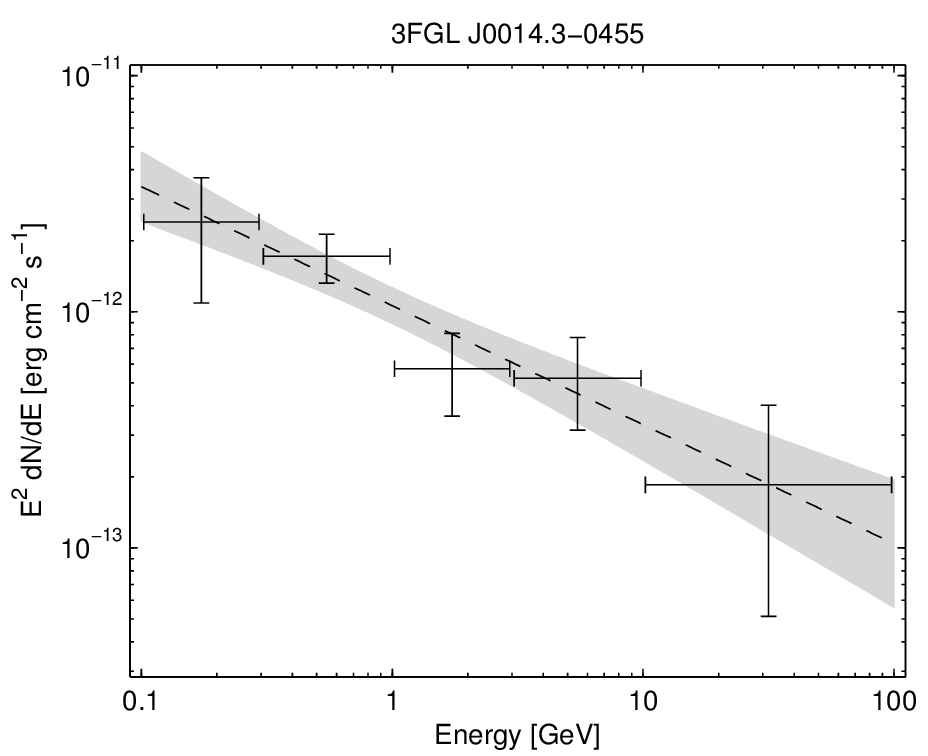 3FGL J0014.3−0455
10⁻¹¹
10⁻¹²
10⁻¹³
E² dN/dE [erg cm⁻² s⁻¹]
0.1 1 10 100
Energy [GeV]